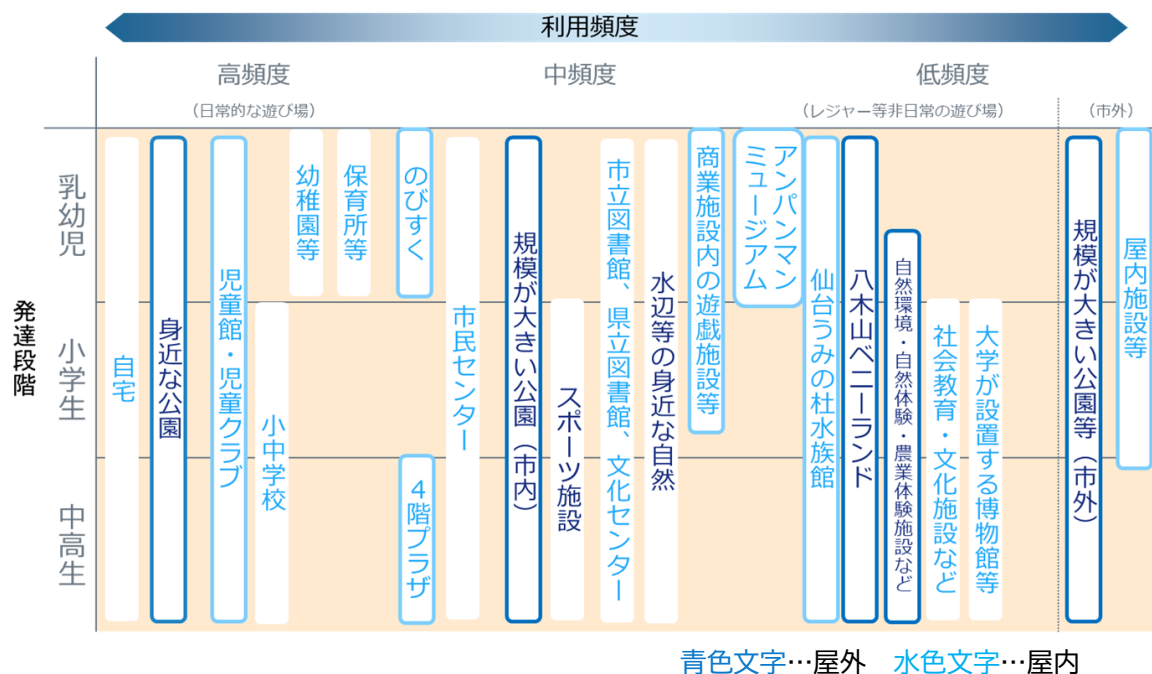 利用頻度
高頻度
中頻度
低頻度
（日常的な遊び場）
（レジャー等非日常の遊び場）
（市外）
発達段階
乳幼児
小学生
中高生
自宅
身近な公園
児童館・児童クラブ
小中学校
幼稚園等
保育所等
のびすく
４階プラザ
市民センター
規模が大きい公園（市内）
スポーツ施設
市立図書館、県立図書館、文化センター
水辺等の身近な自然
商業施設内の遊戯施設等
アンパンマン
ミュージアム
仙台うみの杜水族館
八木山ベニーランド
自然環境・自然体験・農業体験施設など
社会教育・文化施設など
大学が設置する博物館等
規模が大きい公園等（市外）
屋内施設等
青色文字…屋外　水色文字…屋内